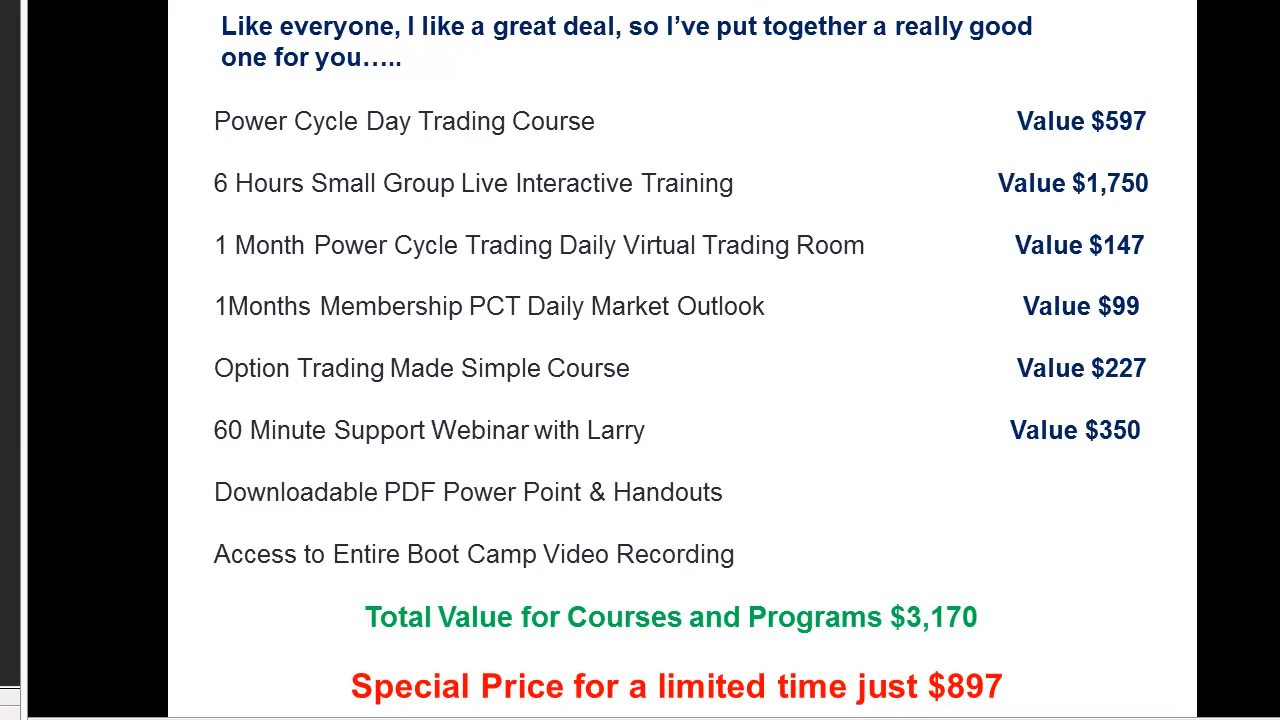 Like everyone, I like a great deal, so I’ve put together a really good
one for you…..
Power Cycle Day Trading Course Value $597
6 Hours Small Group Live Interactive Training Value $1,750
1 Month Power Cycle Trading Daily Virtual Trading Room Value $147
1Months Membership PCT Daily Market Outlook Value $99
Option Trading Made Simple Course Value $227
60 Minute Support Webinar with Larry Value $350
Downloadable PDF Power Point & Handouts
Access to Entire Boot Camp Video Recording
Total Value for Courses and Programs $3,170
Special Price for a limited time just $897